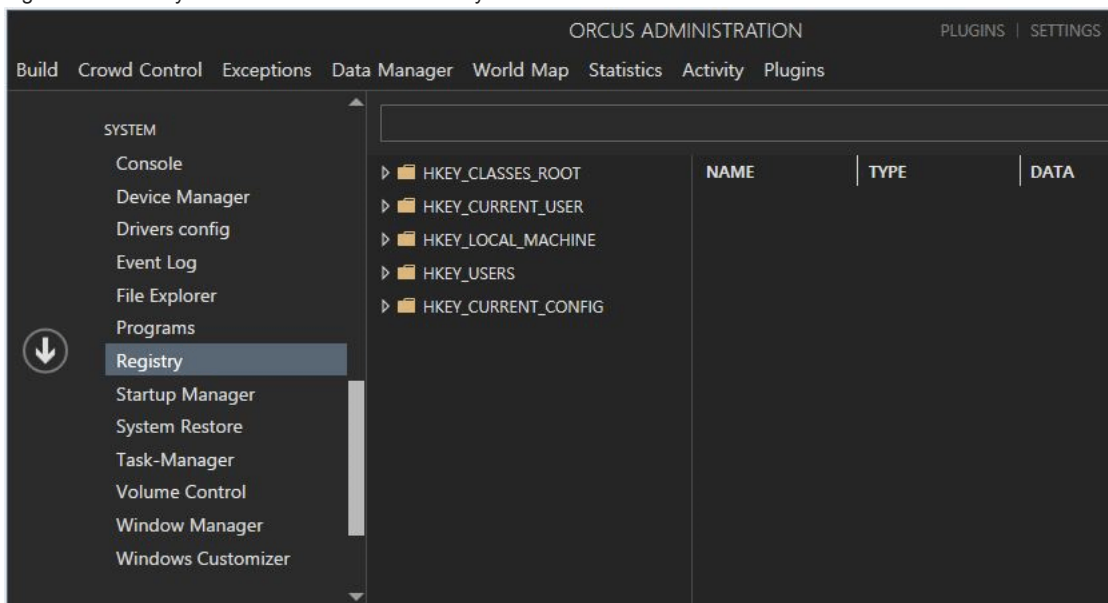 ORCUS ADMINISTRATION
PLUGINS | SETTINGS
Build Crowd Control Exceptions Data Manager World Map Statistics Activity Plugins
SYSTEM
Console
Device Manager
Drivers config
Event Log
File Explorer
Programs
Registry
Startup Manager
System Restore
Task-Manager
Volume Control
Window Manager
Windows Customizer
HKEY_CLASSES_ROOT
HKEY_CURRENT_USER
HKEY_LOCAL_MACHINE
HKEY_USERS
HKEY_CURRENT_CONFIG
NAME TYPE DATA